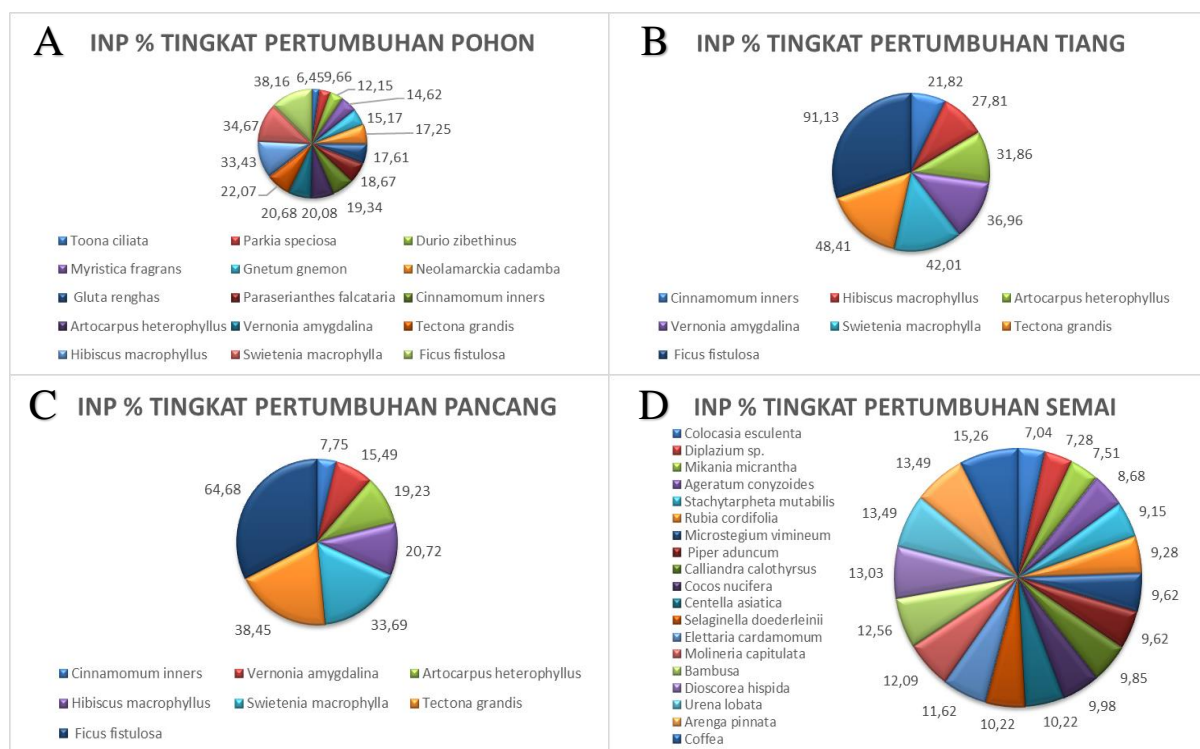 A
INP % TINGKAT PERTUMBUHAN POHON
38,16 6,45 9,66 12,15
14,62
34,67 15,17
17,25
33,43 17,61
18,67
22,07
20,68 20,08 19,34
Toona ciliata Parkia speciosa Durio zibethinus
Myristica fragrans Gnetum gnemon Neolamarckia cadamba
Gluta renghas Paraserianthes falcataria Cinnamomum inners
Artocarpus heterophyllus Vernonia amygdalina Tectona grandis
Hibiscus macrophyllus Swietenia macrophylla Ficus fistulosa
B
INP % TINGKAT PERTUMBUHAN TIANG
21,82
27,81
91,13
31,86
36,96
48,41
42,01
Cinnamomum inners Hibiscus macrophyllus Artocarpus heterophyllus
Vernonia amygdalina Swietenia macrophylla Tectona grandis
Ficus fistulosa
C
INP % TINGKAT PERTUMBUHAN PANCANG
7,75
15,49
64,68 19,23
20,72
38,45 33,69
Cinnamomum inners Vernonia amygdalina Artocarpus heterophyllus
Hibiscus macrophyllus Swietenia macrophylla Tectona grandis
Ficus fistulosa
D
INP % TINGKAT PERTUMBUHAN SEMAI
Colocasia esculenta
Diplazium sp.
Mikania micrantha
Ageratum conyzoides
Stachytarpheta mutabilis
Rubia cordifolia
Microstegium vimineum
Piper aduncum
Calliandra calothyrsus
Cocos nucifera
Centella asiatica
Selaginella doederleinii
Elettaria cardamomum
Molineria capitulata
Bambusa
Dioscorea hispida
Urena lobata
Arenga pinnata
Coffea
15,26 7,04
7,28
7,51
13,49 8,68
13,49 9,15
9,28
13,03 9,62
12,56 9,62
12,09 9,85
11,62 9,98
10,22 10,22